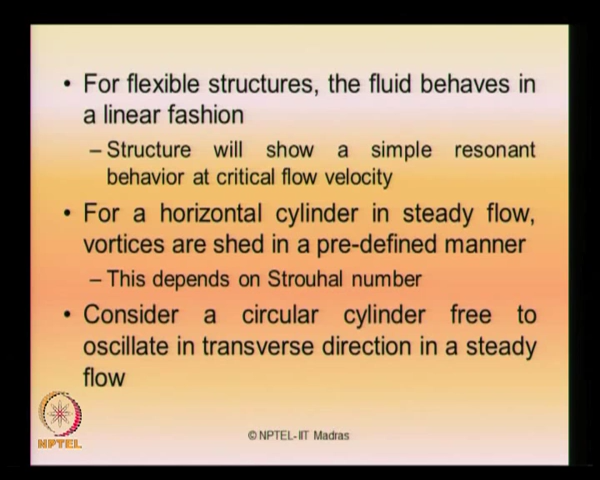 • For flexible structures, the fluid behaves in
a linear fashion
– Structure will show a simple resonant
behavior at critical flow velocity
• For a horizontal cylinder in steady flow,
vortices are shed in a pre-defined manner
– This depends on Strouhal number
• Consider a circular cylinder free to
oscillate in transverse direction in a steady
flow
NPTEL
© NPTEL-IIT Madras